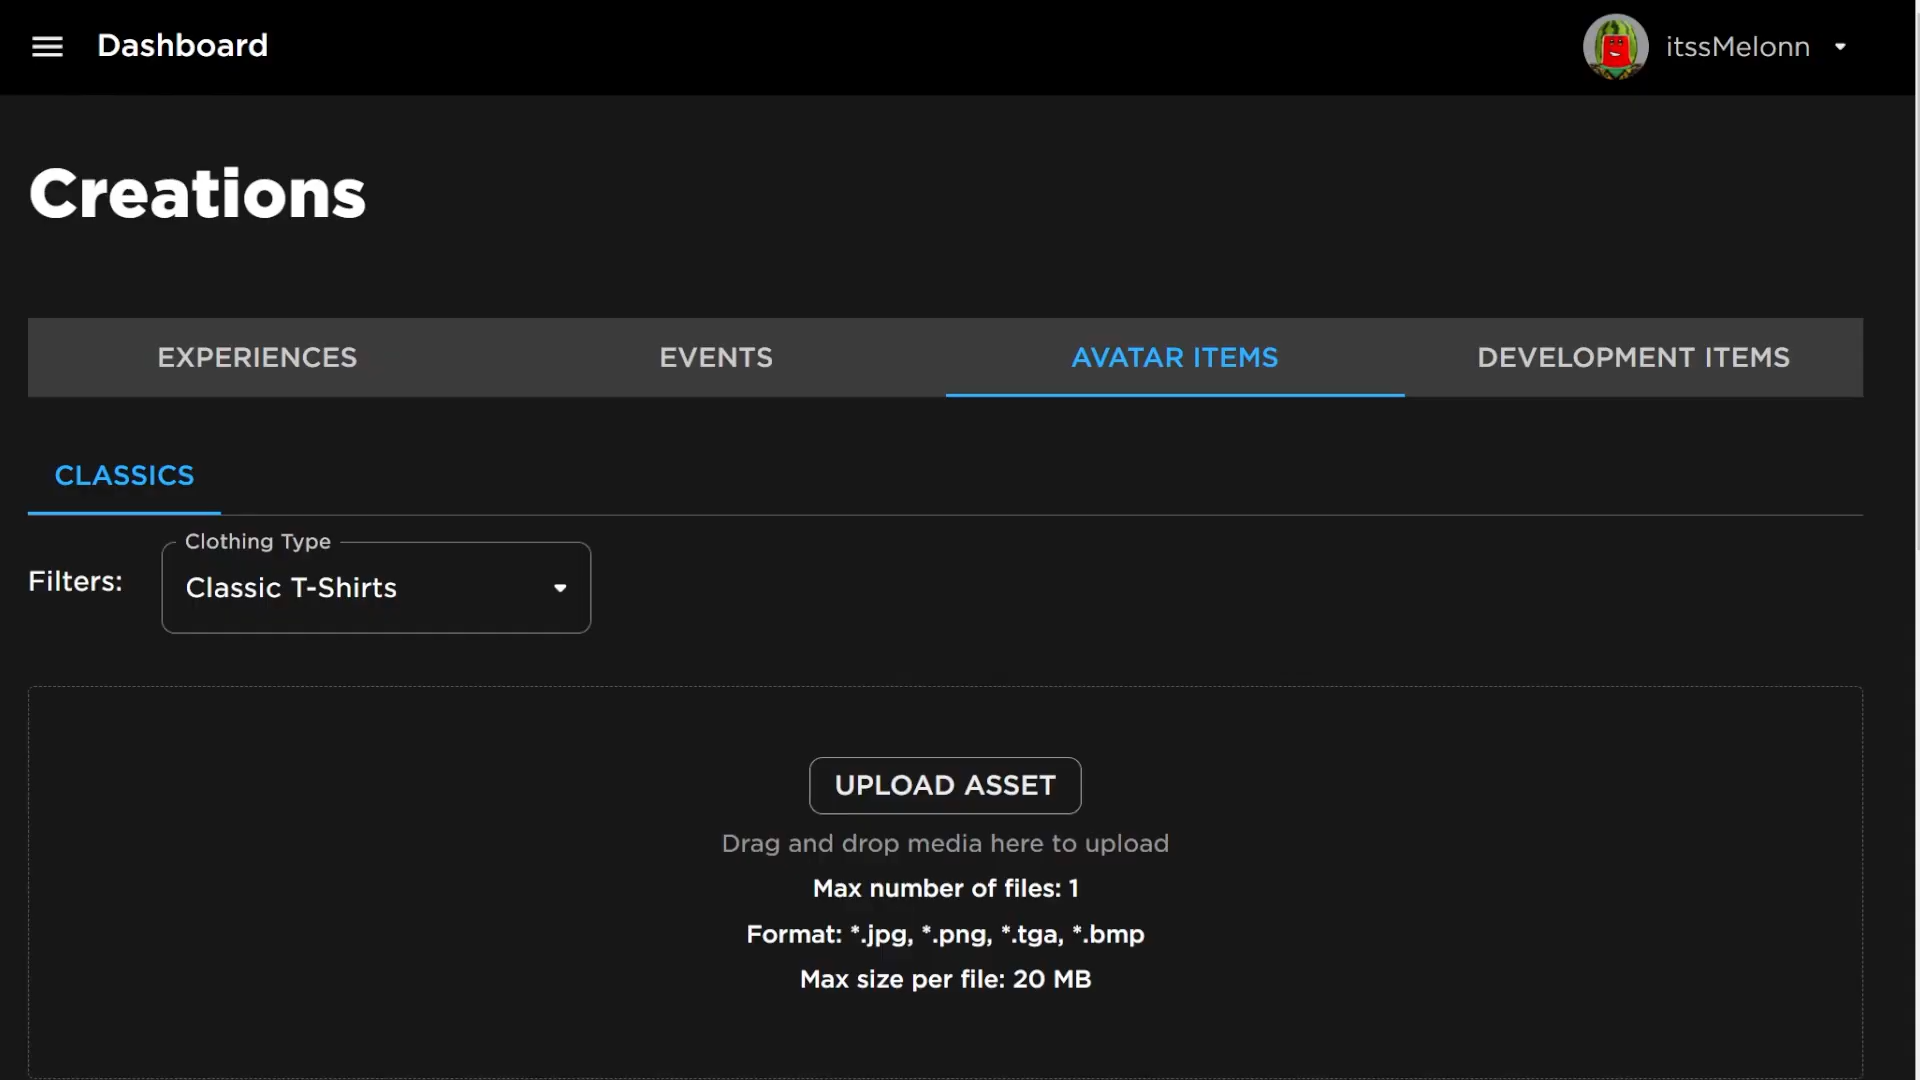 Dashboard
itssMelonn
Creations
EXPERIENCES
EVENTS
AVATAR ITEMS
DEVELOPMENT ITEMS
CLASSICS
Clothing Type
Filters:
Classic T-Shirts
UPLOAD ASSET
Drag and drop media here to upload
Max number of files: 1
Format: *.jpg, *.png, *.tga, *.bmp
Max size per file: 20 MB